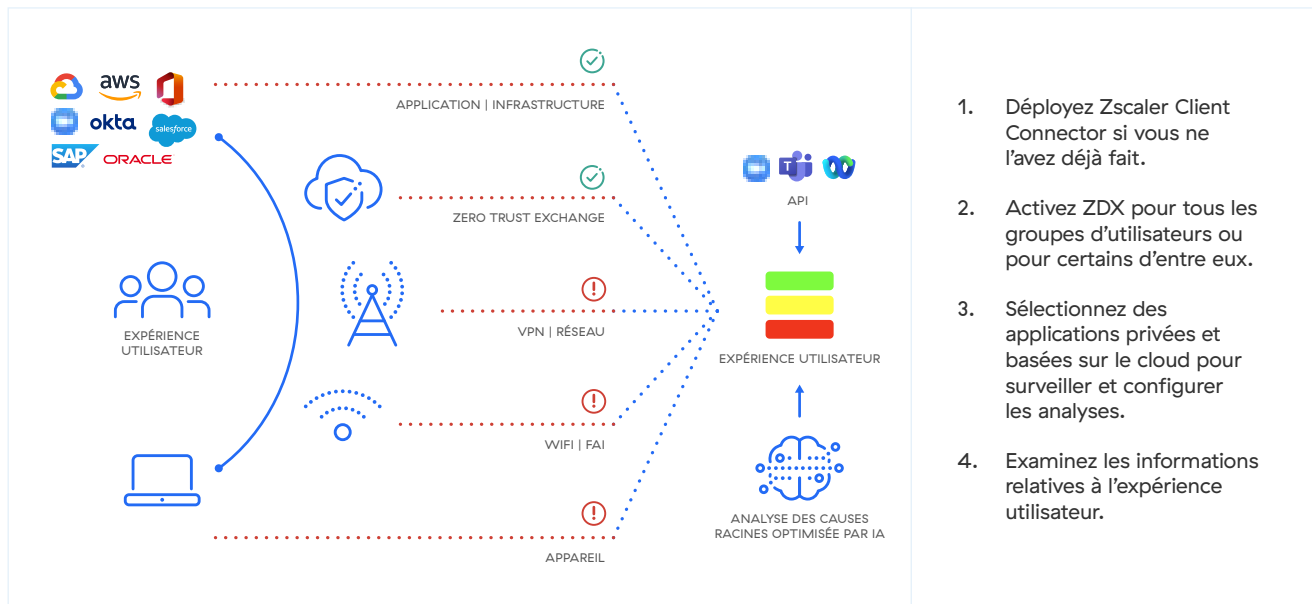 aws
okta
salesforce
SAP
ORACLE
APPLICATION | INFRASTRUCTURE
ZERO TRUST EXCHANGE
EXPÉRIENCE
UTILISATEUR
VPN | RÉSEAU
WIFI | FAI
APPAREIL
T
API
EXPÉRIENCE UTILISATEUR
ANALYSE DES CAUSES
RACINES OPTIMISÉE PAR IA
1. Déployez Zscaler Client
Connector si vous ne
l’avez déjà fait.
2. Activez ZDX pour tous les
groupes d’utilisateurs ou
pour certains d’entre eux.
3. Sélectionnez des
applications privées et
basées sur le cloud pour
surveiller et configurer
les analyses.
4. Examinez les informations
relatives à l’expérience
utilisateur.